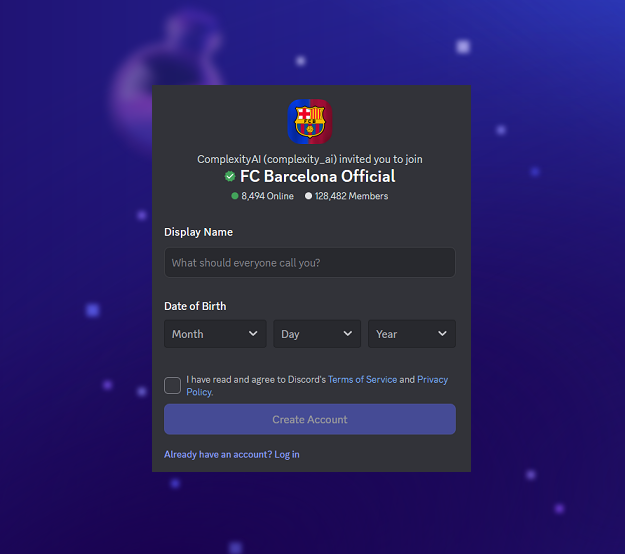 FCB
ComplexityAI (complexity_ai) invited you to join
FC Barcelona Official
8,494 Online 128,482 Members
Display Name
What should everyone call you?
Date of Birth
Month Day Year
I have read and agree to Discord's Terms of Service and Privacy
Policy.
Create Account
Already have an account? Log in